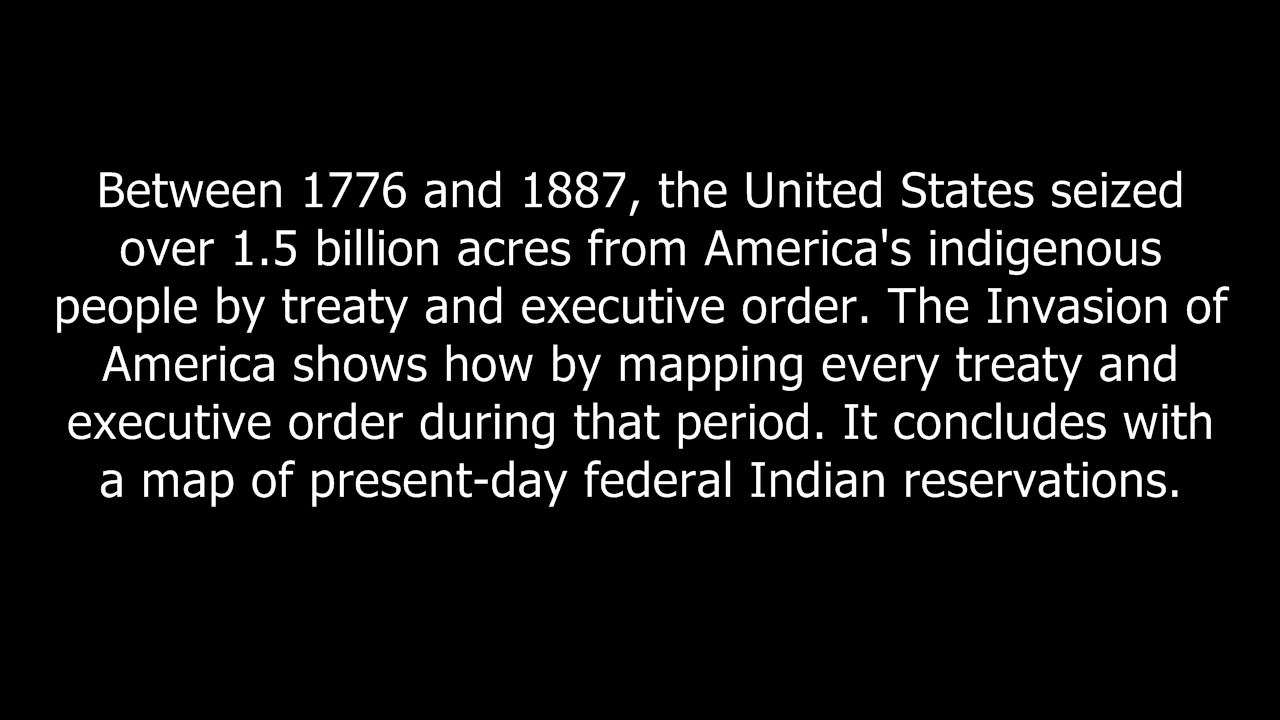 Between 1776 and 1887, the United States seized
over 1.5 billion acres from America's indigenous
people by treaty and executive order. The Invasion of
America shows how by mapping every treaty and
executive order during that period. It concludes with
a map of present-day federal Indian reservations.